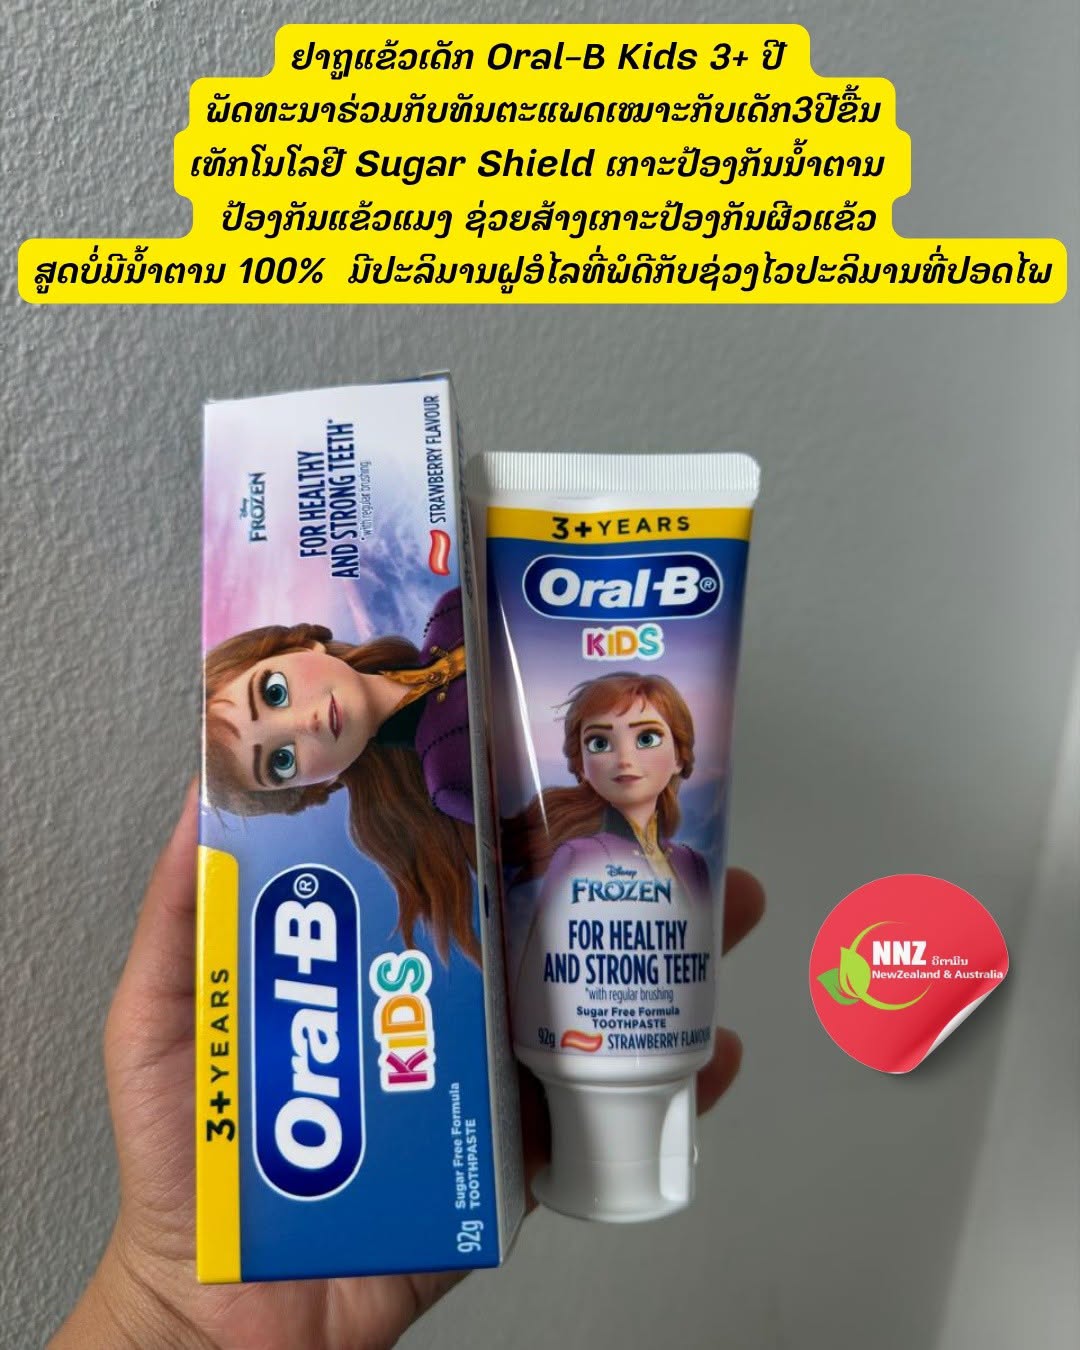 ຢາຖູແຂ້ວເດັກ Oral-B Kids 3+ ປີ
ພັດທະນາຮ່ວມກັບທັນຕະແພດເໝາະກັບເດັກ3ປີຂຶ້ນ
ເທັກໂນໂລຢີ Sugar Shield ເກາະປ້ອງກັນນ້ຳຕານ
ປ້ອງກັນແຂ້ວແມງ ຊ່ວຍສ້າງເກາະປ້ອງກັນຜີວແຂ້ວ
ສູດບໍ່ມີນ້ຳຕານ 100% ມີປະລິມານຝູອໍໄລທີ່ພໍດີກັບຊ່ວງໄວປະລິມານທີ່ປອດໄພ
Disney
FROZEN
FOR HEALTHY
AND STRONG TEETH*
*with regular brushing
STRAWBERRY FLAVOUR
3+YEARS
Oral-B®
KIDS
92g
Sugar Free Formula
TOOTHPASTE
3+YEARS
Oral-B®
KIDS
Disney
FROZEN
FOR HEALTHY
AND STRONG TEETH*
*with regular brushing
Sugar Free Formula
TOOTHPASTE
92g STRAWBERRY FLAVOUR
NNZ ວິຕາມິນ
NewZealand & Australia